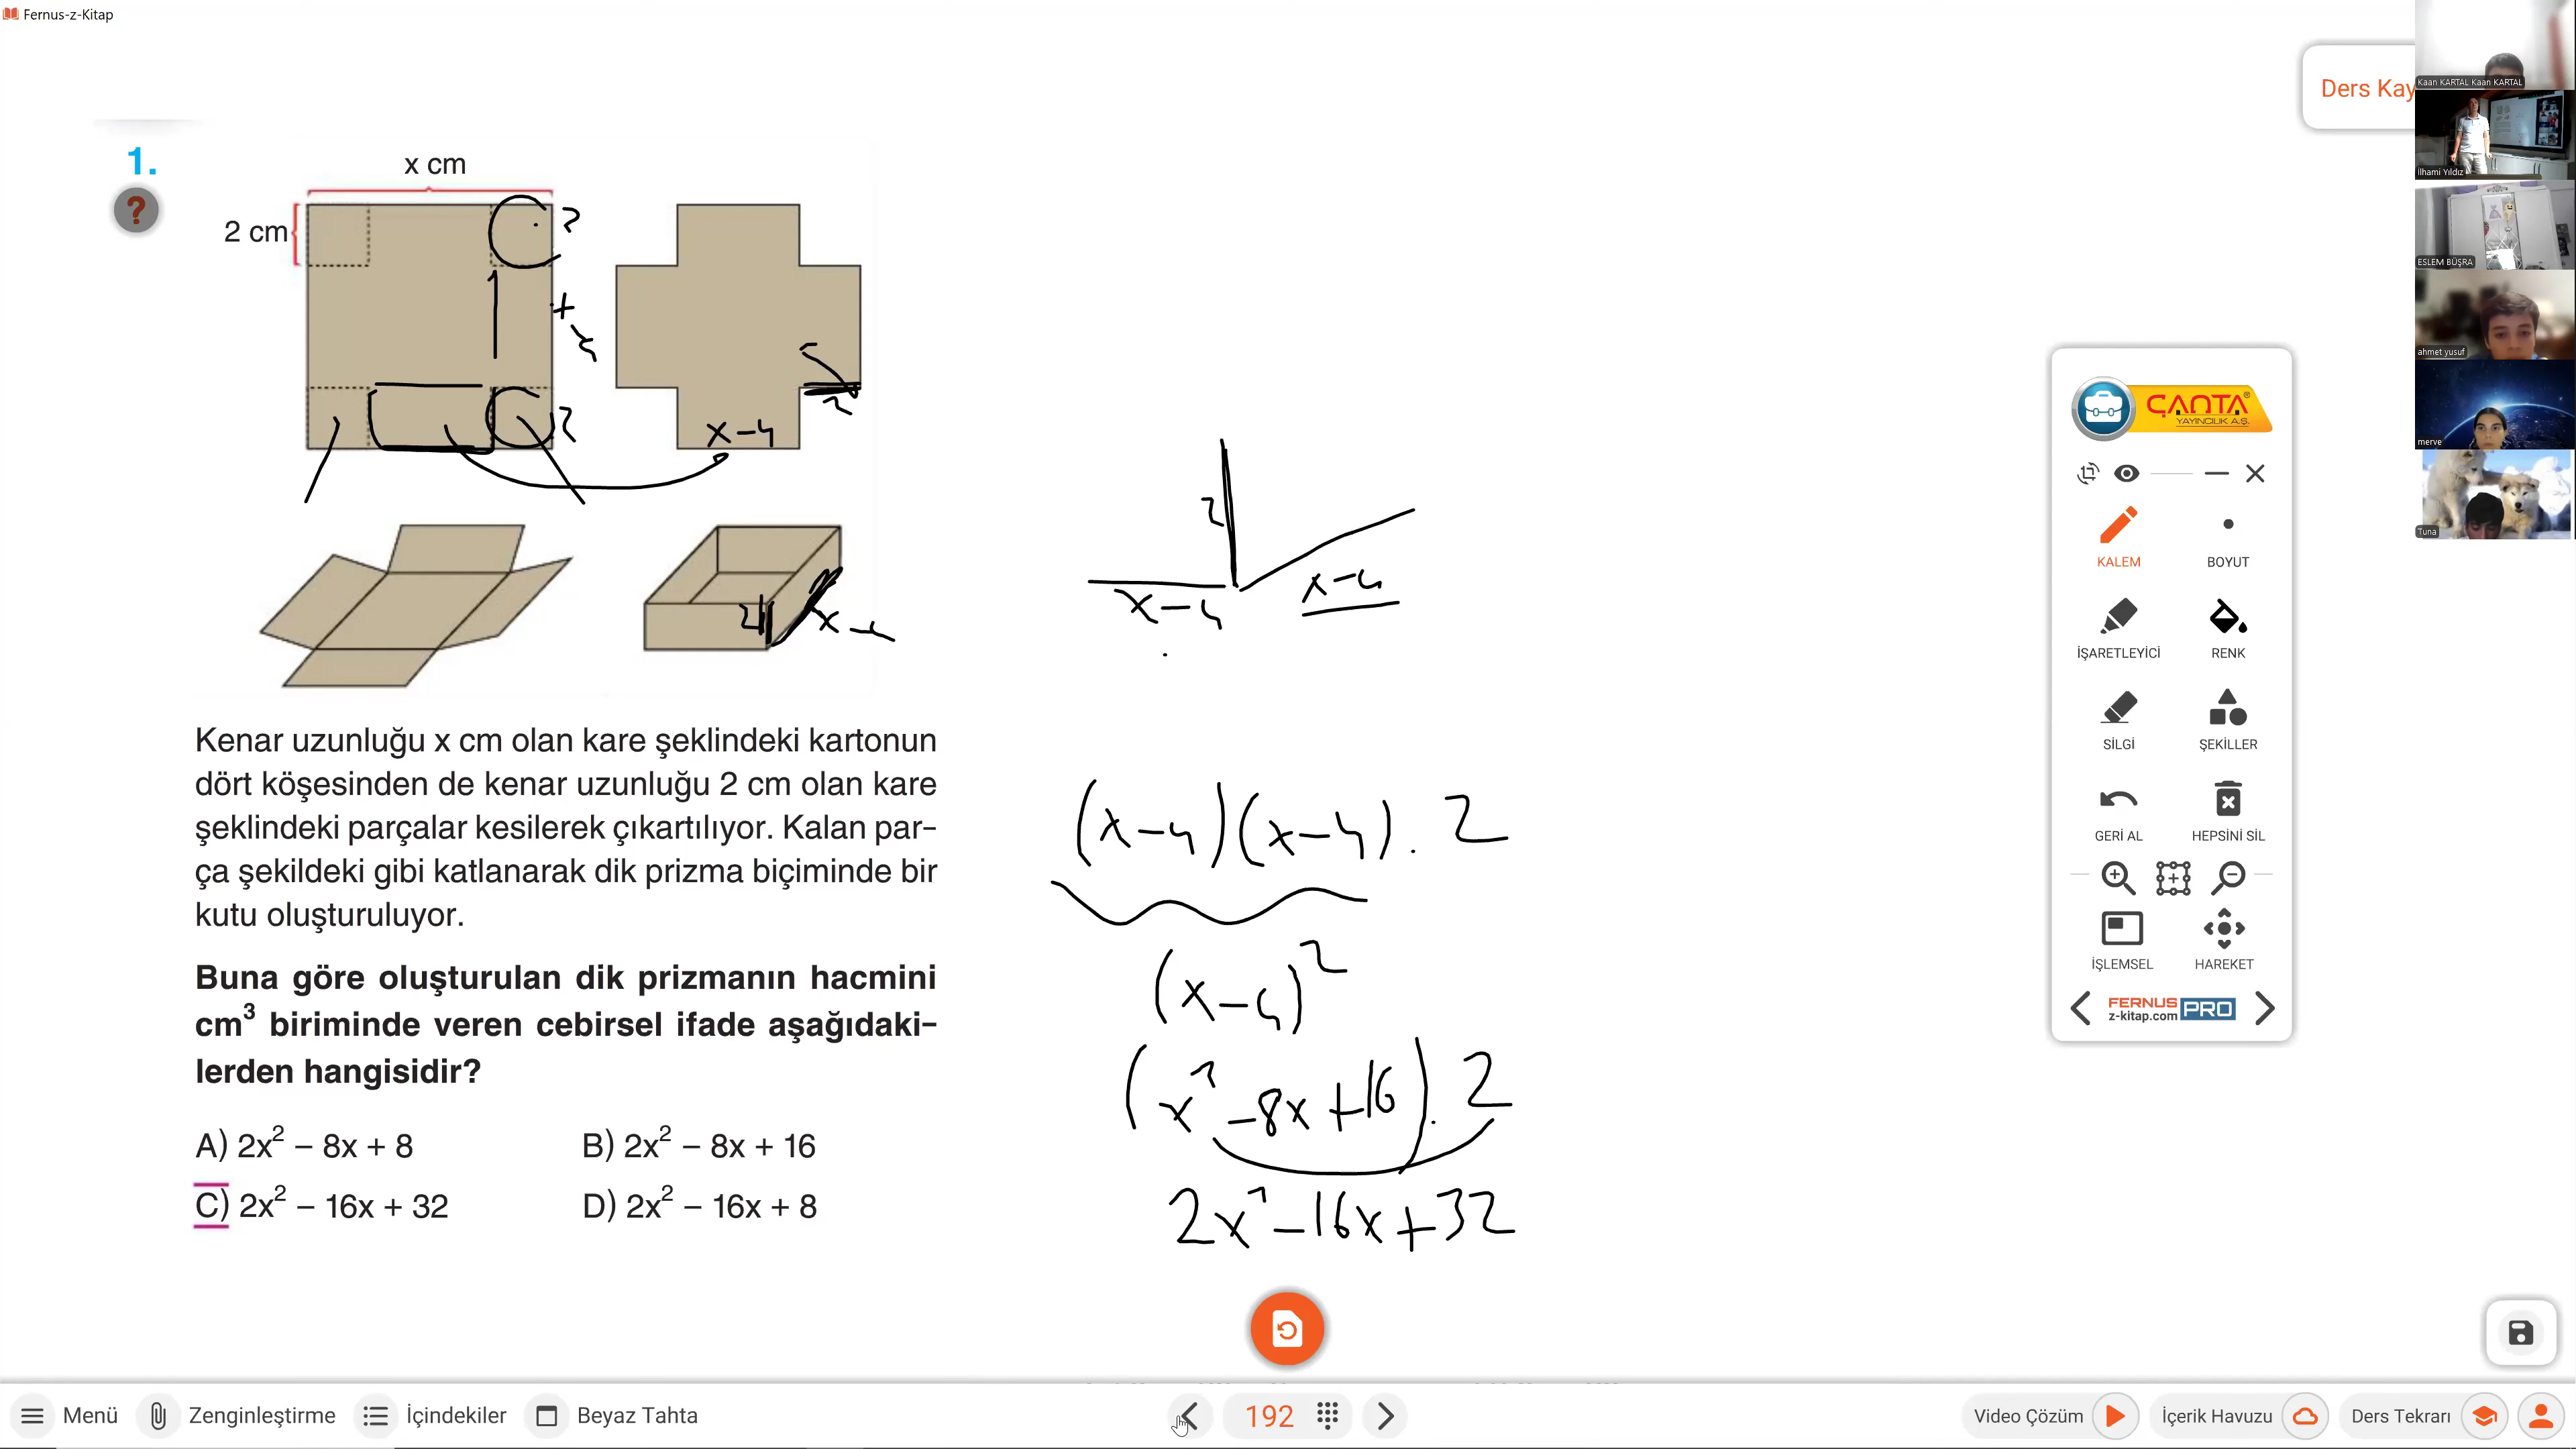 Fernus-z-Kitap
Ders Kay
Kaan KARTAL Kaan KARTAL
İlhami Yıldız
ESLEM BÜŞRA
ahmet yusuf
merve
Tuna
1.
?
x cm
2 cm
2
2
x-4
2
x-4
2
x-4
x-4
Kenar uzunluğu x cm olan kare şeklindeki kartonun
dört köşesinden de kenar uzunluğu 2 cm olan kare
şeklindeki parçalar kesilerek çıkartılıyor. Kalan par-
ça şekildeki gibi katlanarak dik prizma biçiminde bir
kutu oluşturuluyor.
Buna göre oluşturulan dik prizmanın hacmini
cm³ biriminde veren cebirsel ifade aşağıdaki-
lerden hangisidir?
A) 2x² – 8x + 8
B) 2x² – 8x + 16
C) 2x² – 16x + 32
D) 2x² – 16x + 8
(x-4)(x-4).2
(x-4)²
(x²-8x+16).2
2x²-16x+32
ÇANTA
YAYINCILIK A.Ş.
KALEM
BOYUT
İŞARETLEYİCİ
RENK
SİLGİ
ŞEKİLLER
GERİ AL
HEPSİNİ SİL
İŞLEMSEL
HAREKET
FERNUS PRO
z-kitap.com
Menü
Zenginleştirme
İçindekiler
Beyaz Tahta
192
Video Çözüm
İçerik Havuzu
Ders Tekrarı